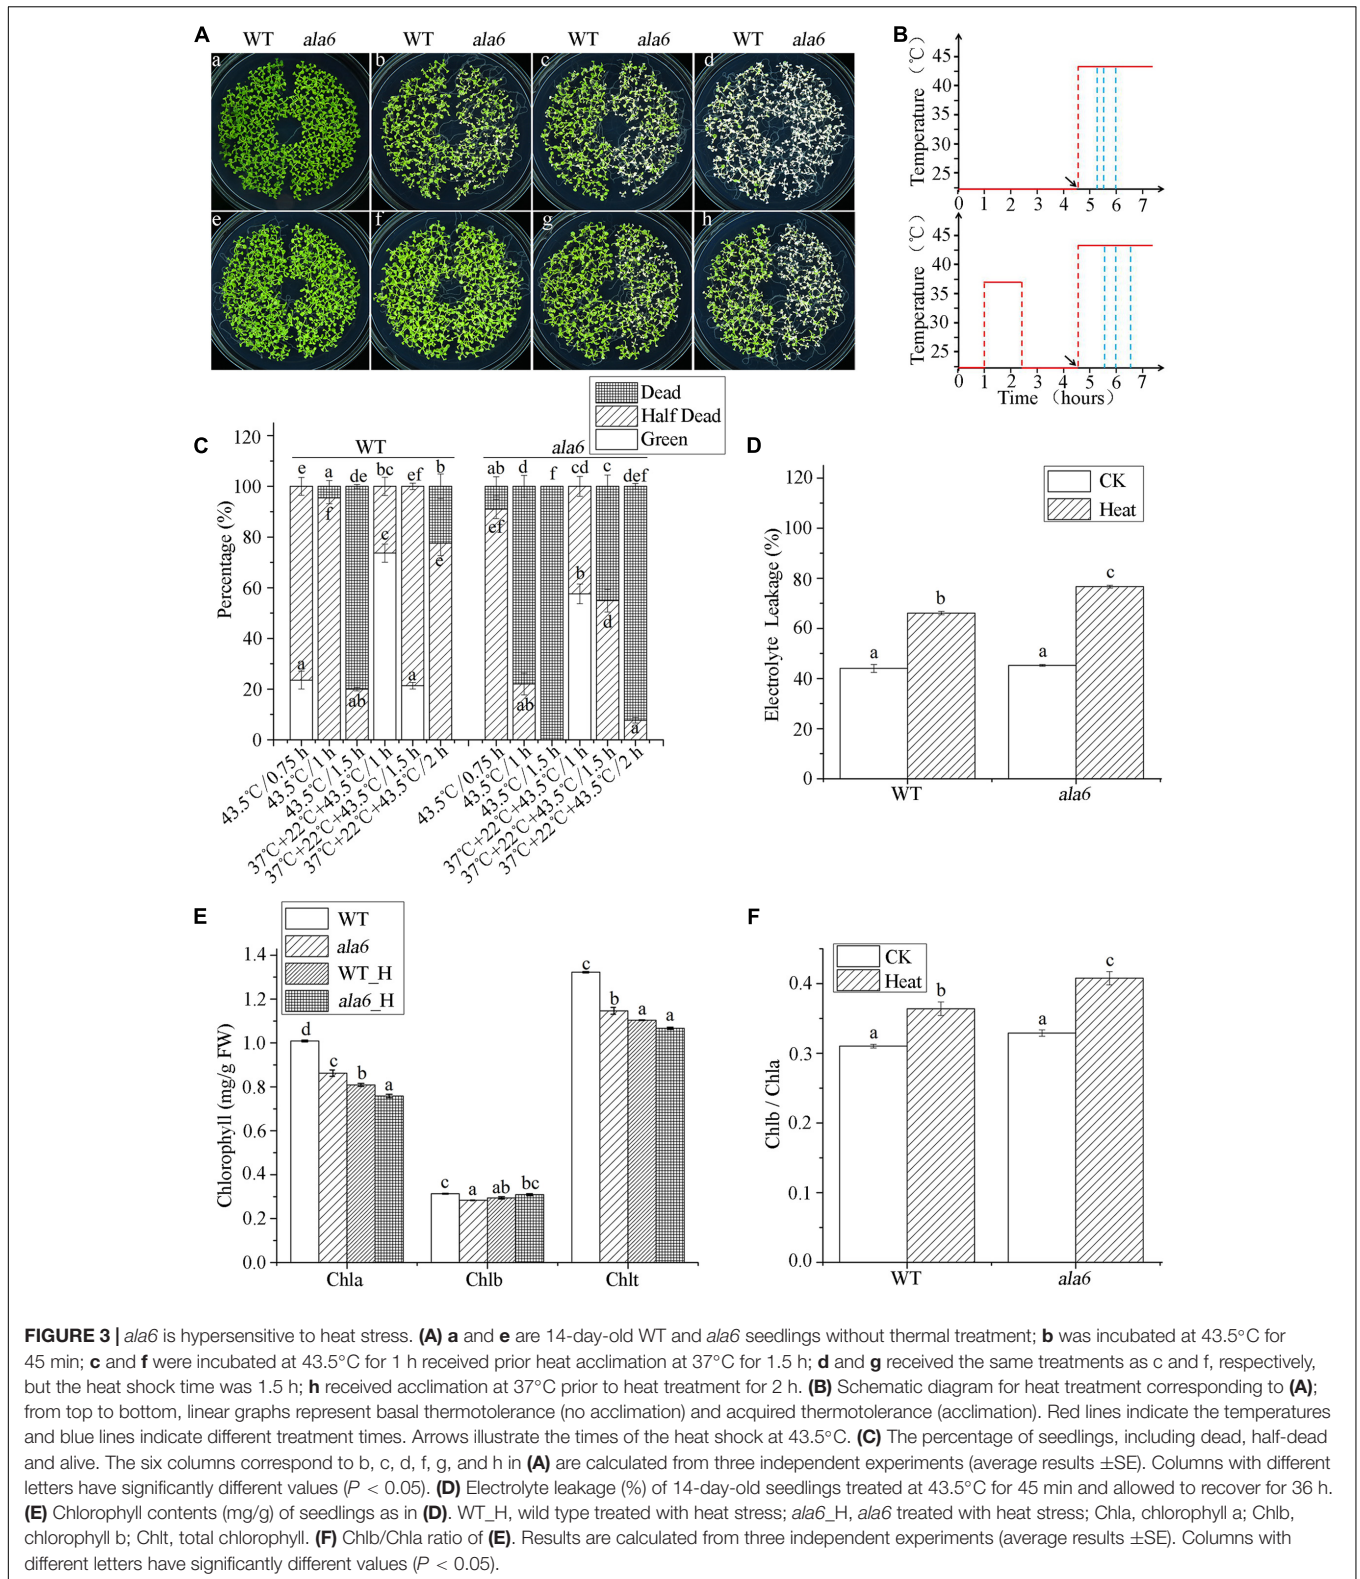 A WT ala6 WT ala6 WT ala6 WT ala6
a b c d
e f g h
B
Temperature (℃)
45
40
35
30
25
0 1 2 3 4 5 6 7
Temperature (℃)
45
40
35
30
25
0 1 2 3 4 5 6 7
Time (hours)
Dead
Half Dead
Green
C
WT ala6
Percentage (%)
120
100
80
60
40
20
0
e a de bc ef b ab d f cd c def
f c e ef b d
a ab a ab a
43.5℃/0.75 h
43.5℃/1 h
43.5℃/1.5 h
37℃+22℃+43.5℃/1 h
37℃+22℃+43.5℃/1.5 h
37℃+22℃+43.5℃/2 h
43.5℃/0.75 h
43.5℃/1 h
43.5℃/1.5 h
37℃+22℃+43.5℃/1 h
37℃+22℃+43.5℃/1.5 h
37℃+22℃+43.5℃/2 h
D
CK
Heat
Electrolyte Leakage (%)
120
100
80
60
40
20
0
a b a c
WT ala6
E
WT
ala6
WT_H
ala6_H
Chlorophyll (mg/g FW)
1.4
1.2
1.0
0.8
0.6
0.4
0.2
0.0
d c b a
c a ab bc
c b a a
Chla Chlb Chlt
F
CK
Heat
Chlb / Chla
0.4
0.3
0.2
0.1
0.0
a b a c
WT ala6
FIGURE 3 | ala6 is hypersensitive to heat stress. (A) a and e are 14-day-old WT and ala6 seedlings without thermal treatment; b was incubated at 43.5°C for
45 min; c and f were incubated at 43.5°C for 1 h received prior heat acclimation at 37°C for 1.5 h; d and g received the same treatments as c and f, respectively,
but the heat shock time was 1.5 h; h received acclimation at 37°C prior to heat treatment for 2 h. (B) Schematic diagram for heat treatment corresponding to (A);
from top to bottom, linear graphs represent basal thermotolerance (no acclimation) and acquired thermotolerance (acclimation). Red lines indicate the temperatures
and blue lines indicate different treatment times. Arrows illustrate the times of the heat shock at 43.5°C. (C) The percentage of seedlings, including dead, half-dead
and alive. The six columns correspond to b, c, d, f, g, and h in (A) are calculated from three independent experiments (average results ±SE). Columns with different
letters have significantly different values (P < 0.05). (D) Electrolyte leakage (%) of 14-day-old seedlings treated at 43.5°C for 45 min and allowed to recover for 36 h.
(E) Chlorophyll contents (mg/g) of seedlings as in (D). WT_H, wild type treated with heat stress; ala6_H, ala6 treated with heat stress; Chla, chlorophyll a; Chlb,
chlorophyll b; Chlt, total chlorophyll. (F) Chlb/Chla ratio of (E). Results are calculated from three independent experiments (average results ±SE). Columns with
different letters have significantly different values (P < 0.05).